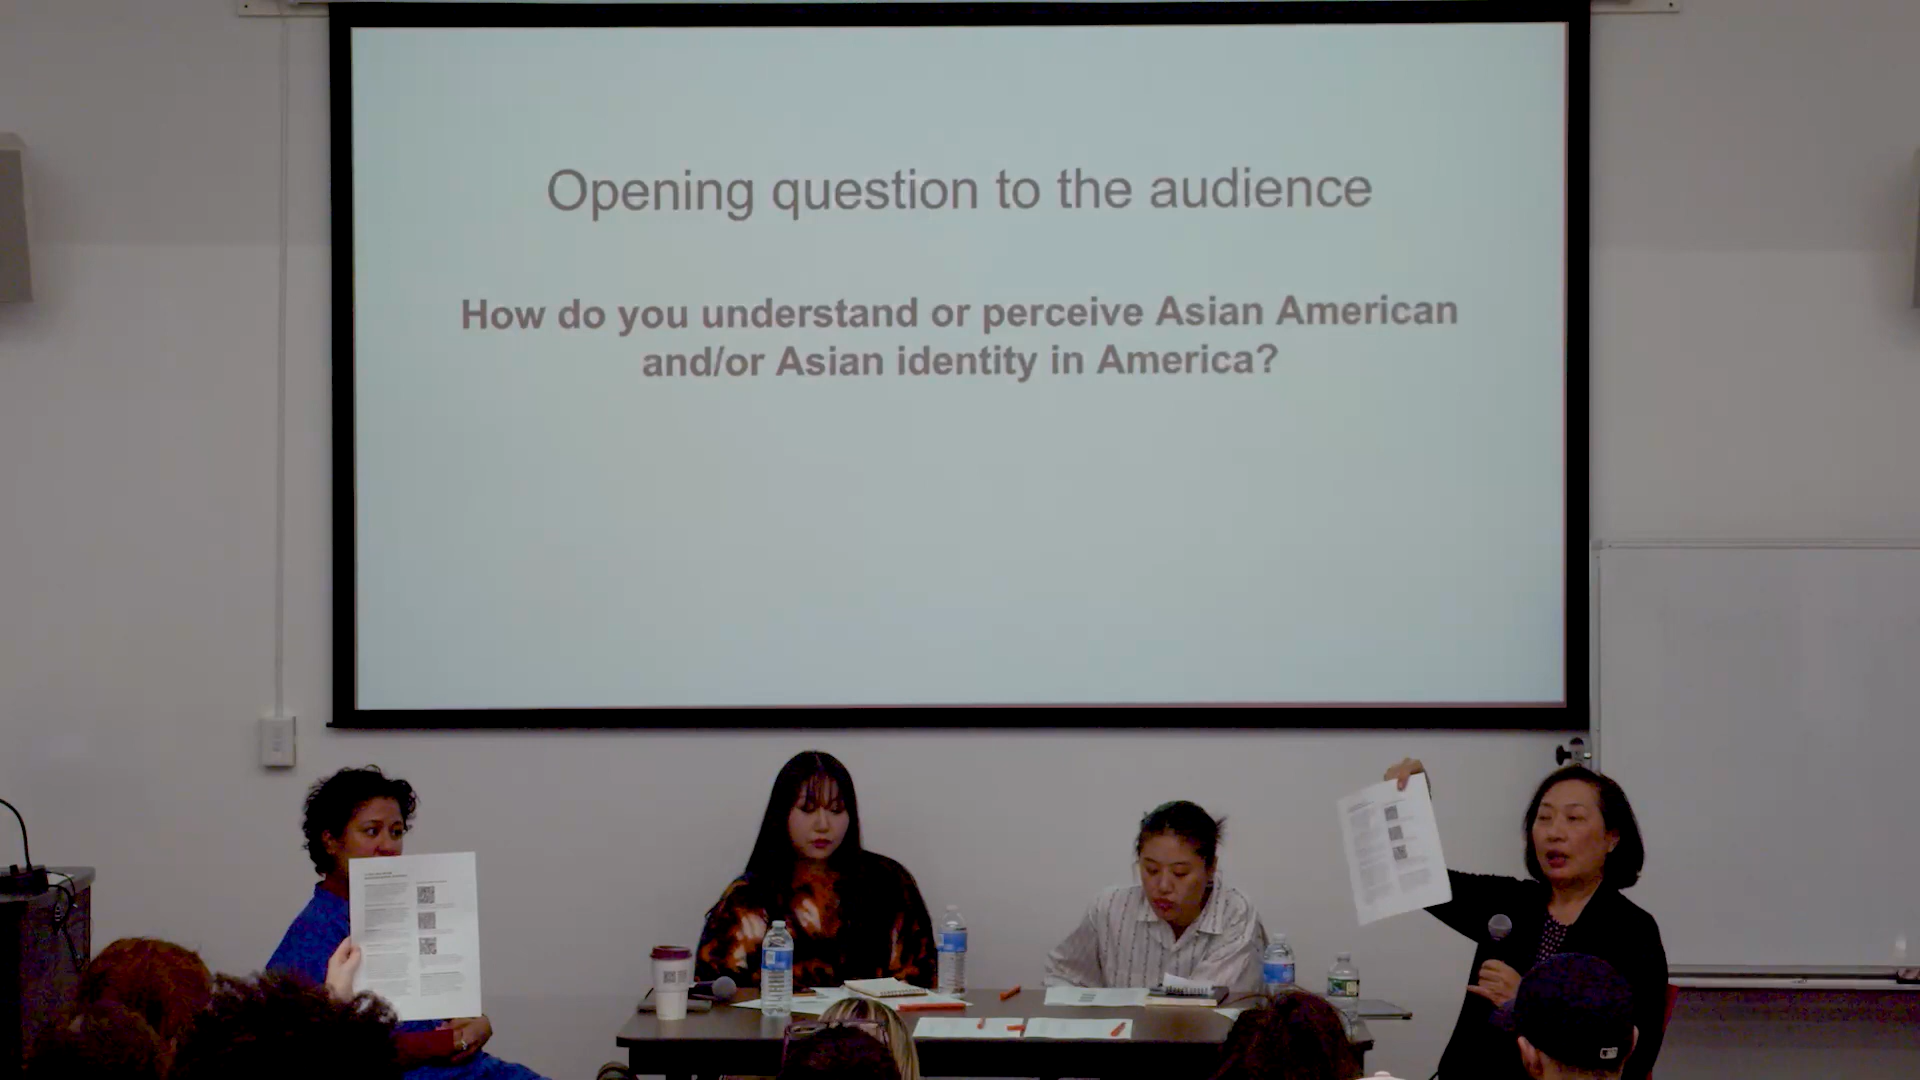 Opening question to the audience
How do you understand or perceive Asian American
and/or Asian identity in America?